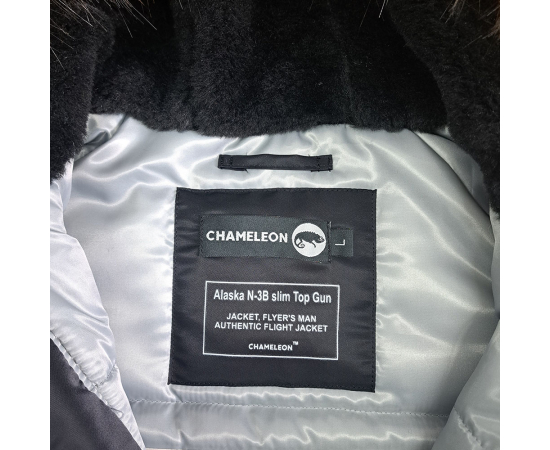 CHAMELEON
L
Alaska N-3B slim Top Gun
JACKET, FLYER'S MAN
AUTHENTIC FLIGHT JACKET
CHAMELEON™